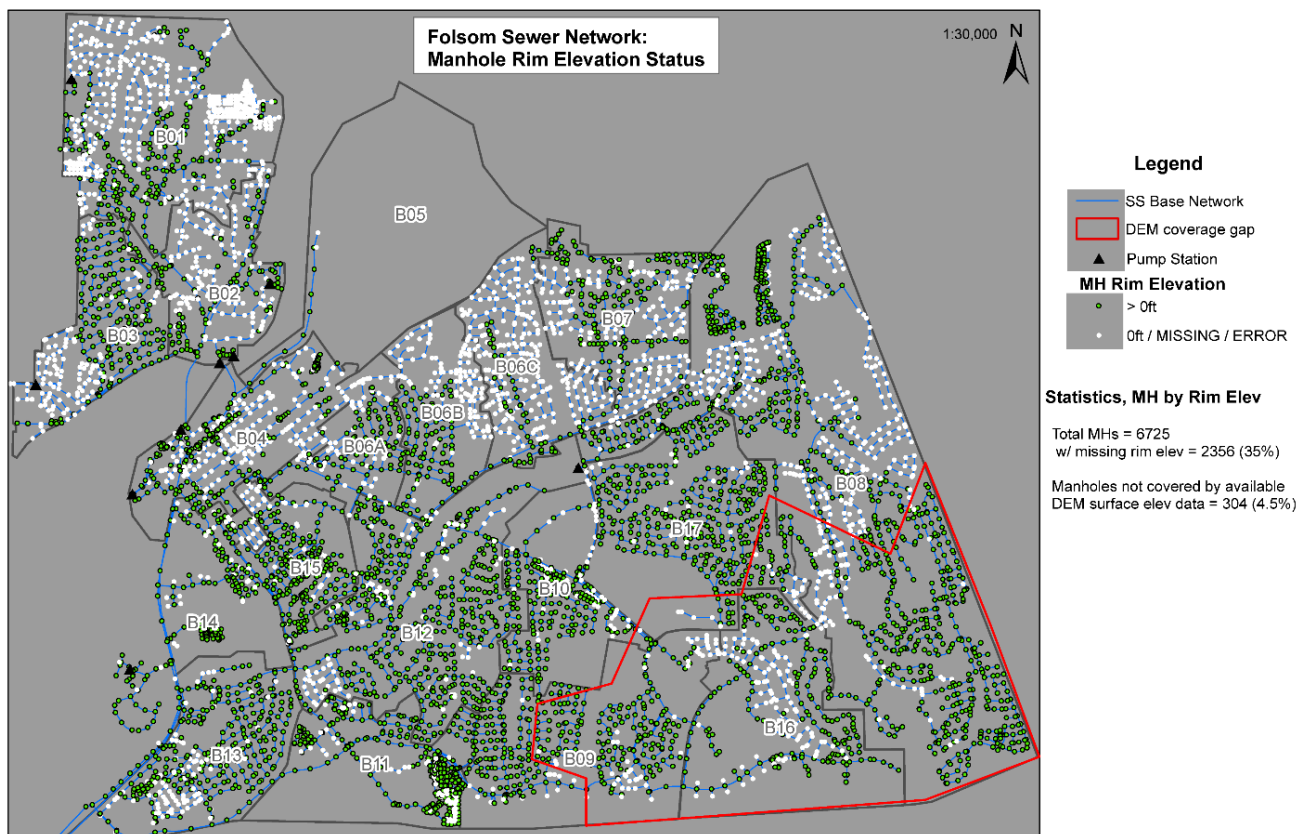 Folsom Sewer Network:
Manhole Rim Elevation Status
1:30,000
N
B01
B05
B02
B03
B07
B06C
B06B
B04
B06A
B08
B17
B15
B10
B14
B12
B16
B13
B11
B09
Legend
SS Base Network
DEM coverage gap
Pump Station
MH Rim Elevation
> 0ft
0ft / MISSING / ERROR
Statistics, MH by Rim Elev
Total MHs = 6725
w/ missing rim elev = 2356 (35%)
Manholes not covered by available
DEM surface elev data = 304 (4.5%)